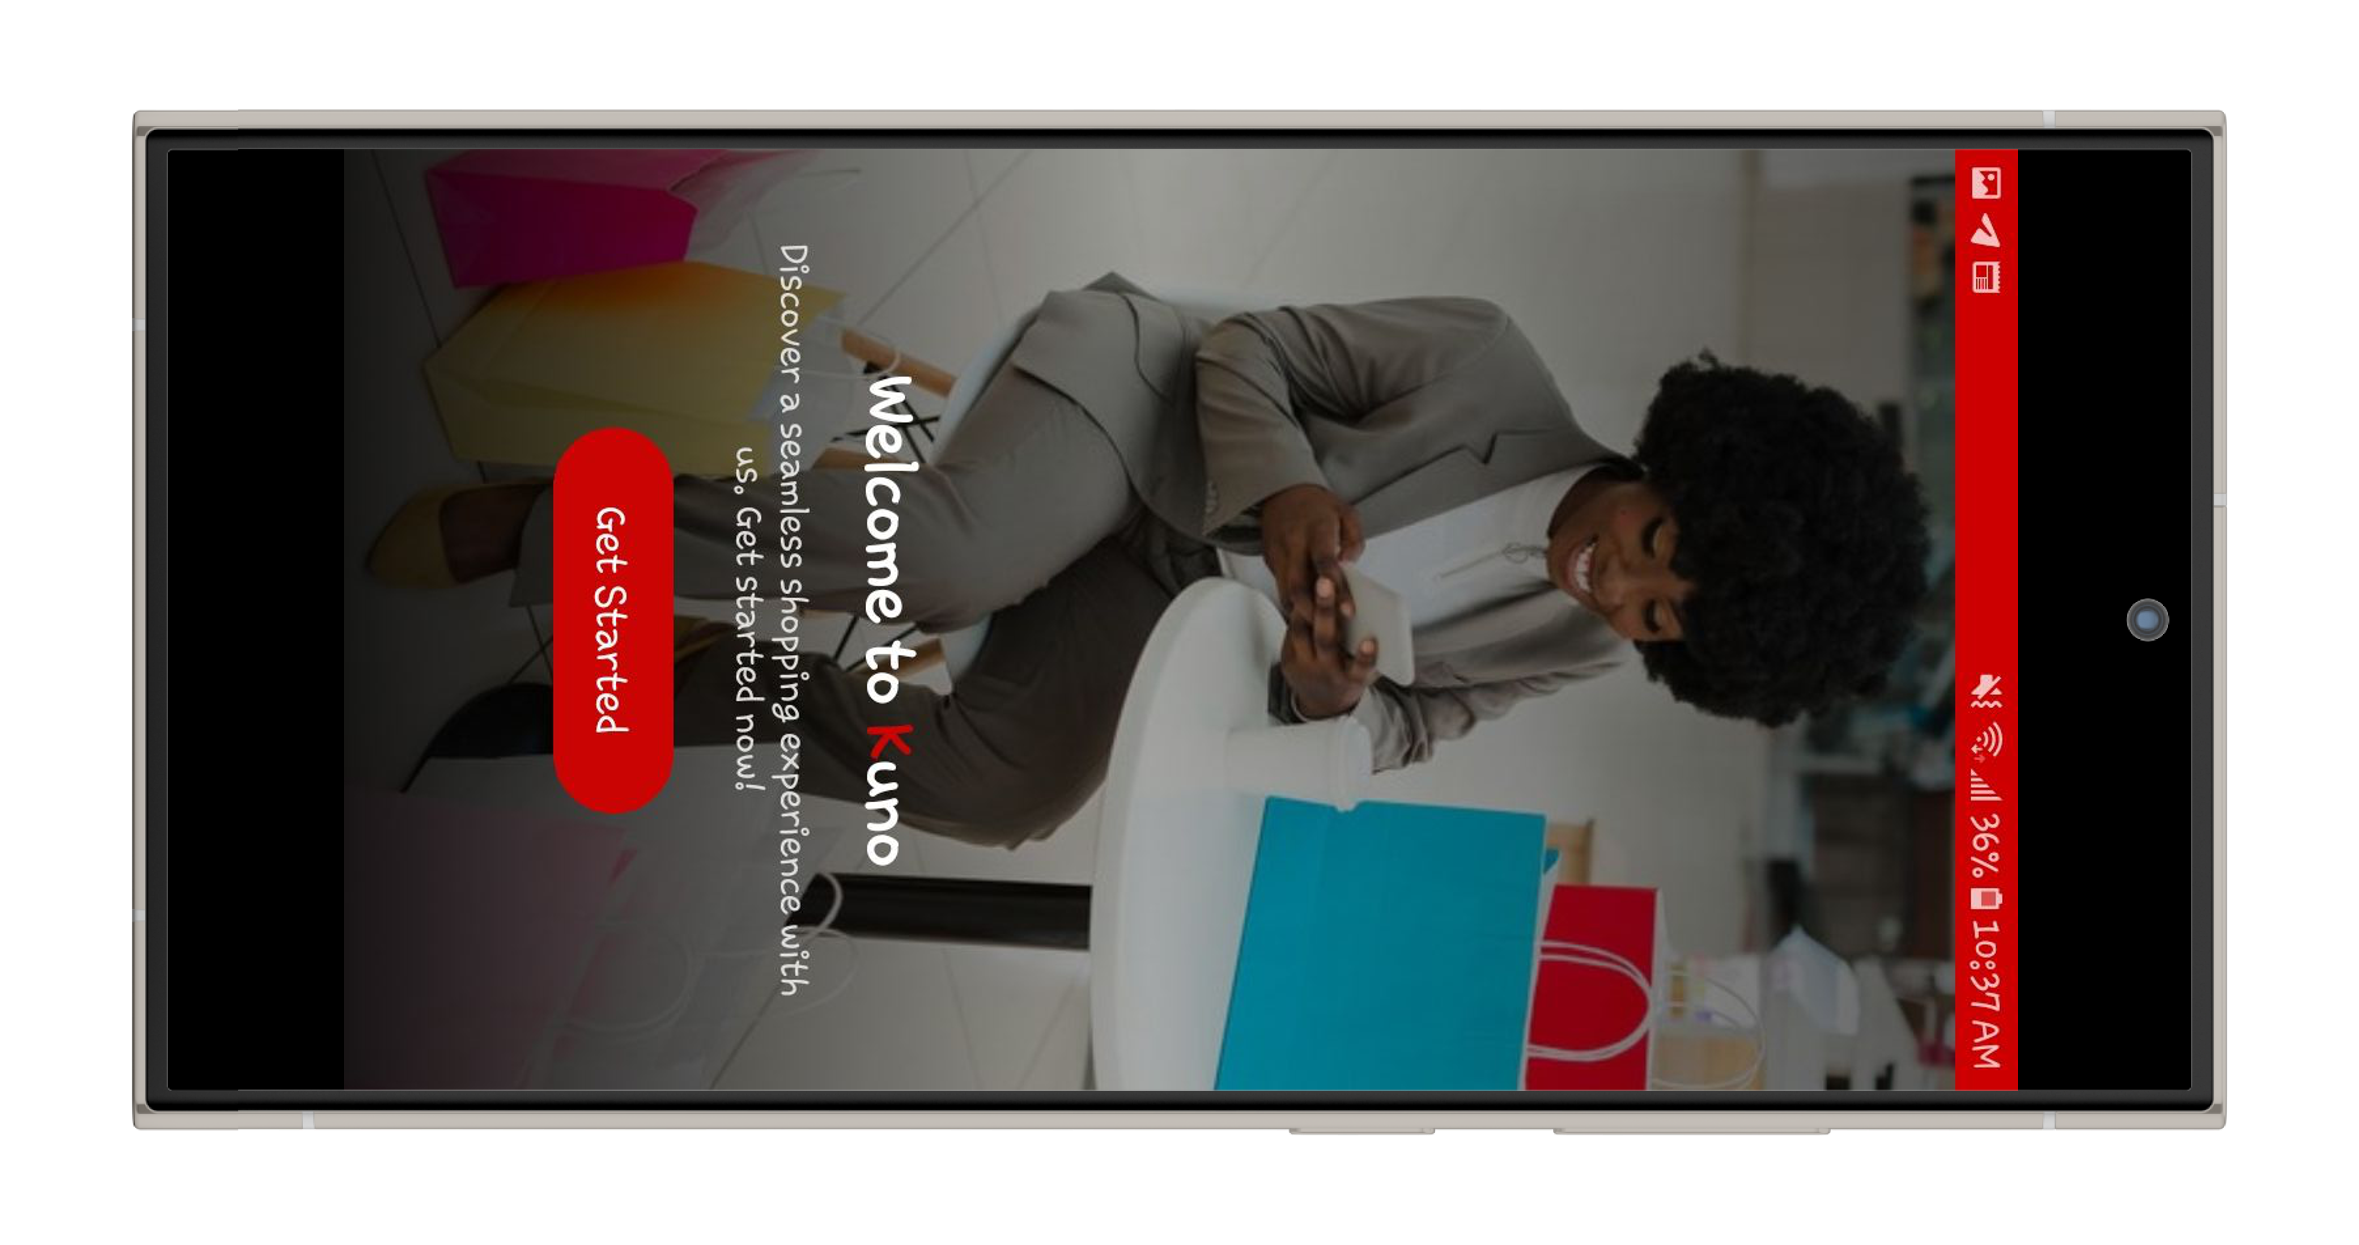 36% 10:37 AM
Welcome to Kuno
Discover a seamless shopping experience with
us. Get started now!
Get Started